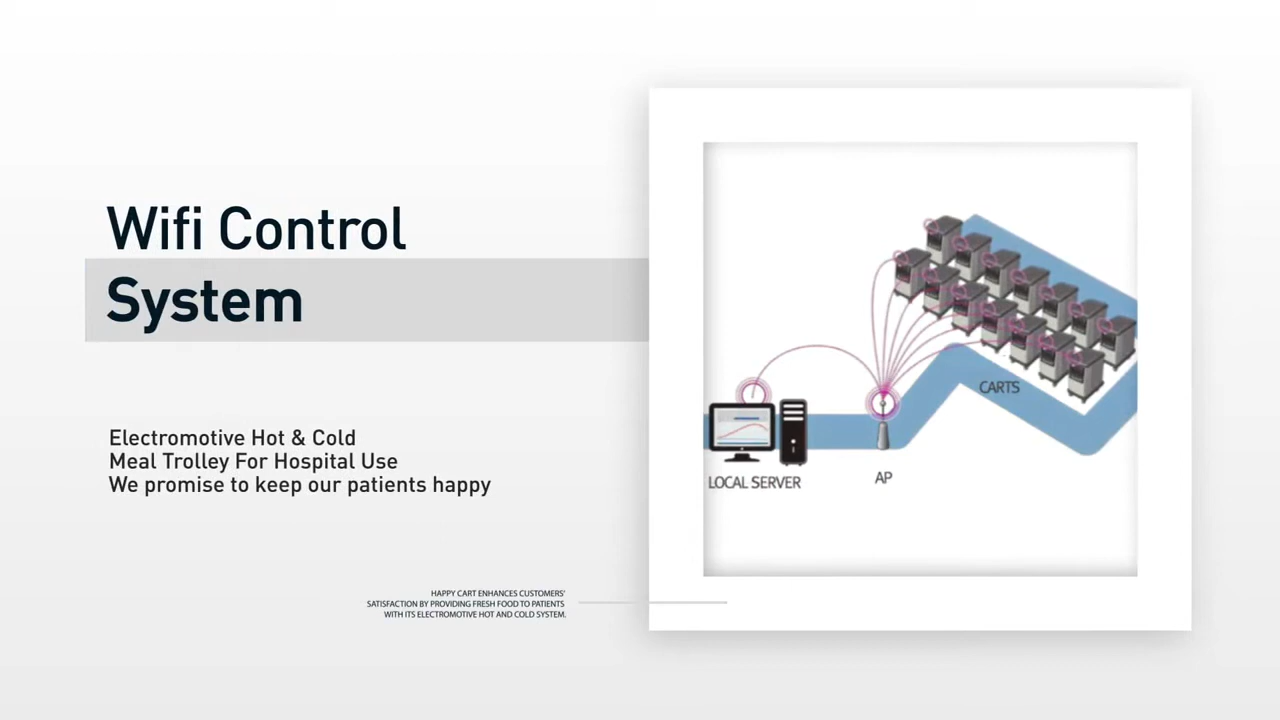 Wifi Control
System
Electromotive Hot & Cold
Meal Trolley For Hospital Use
We promise to keep our patients happy
HAPPY CART ENHANCES CUSTOMERS'
SATISFACTION BY PROVIDING FRESH FOOD TO PATIENTS
WITH ITS ELECTROMOTIVE HOT AND COLD SYSTEM.
CARTS
LOCAL SERVER
AP